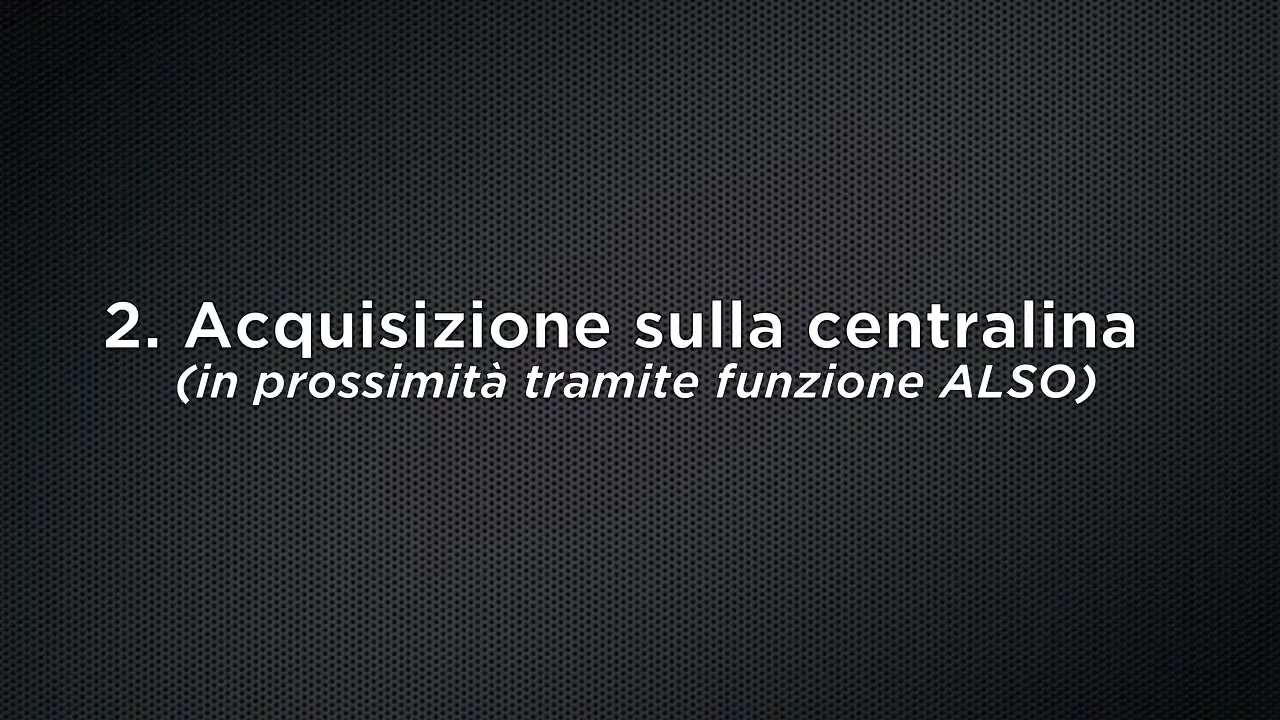 2. Acquisizione sulla centralina
(in prossimità tramite funzione ALSO)